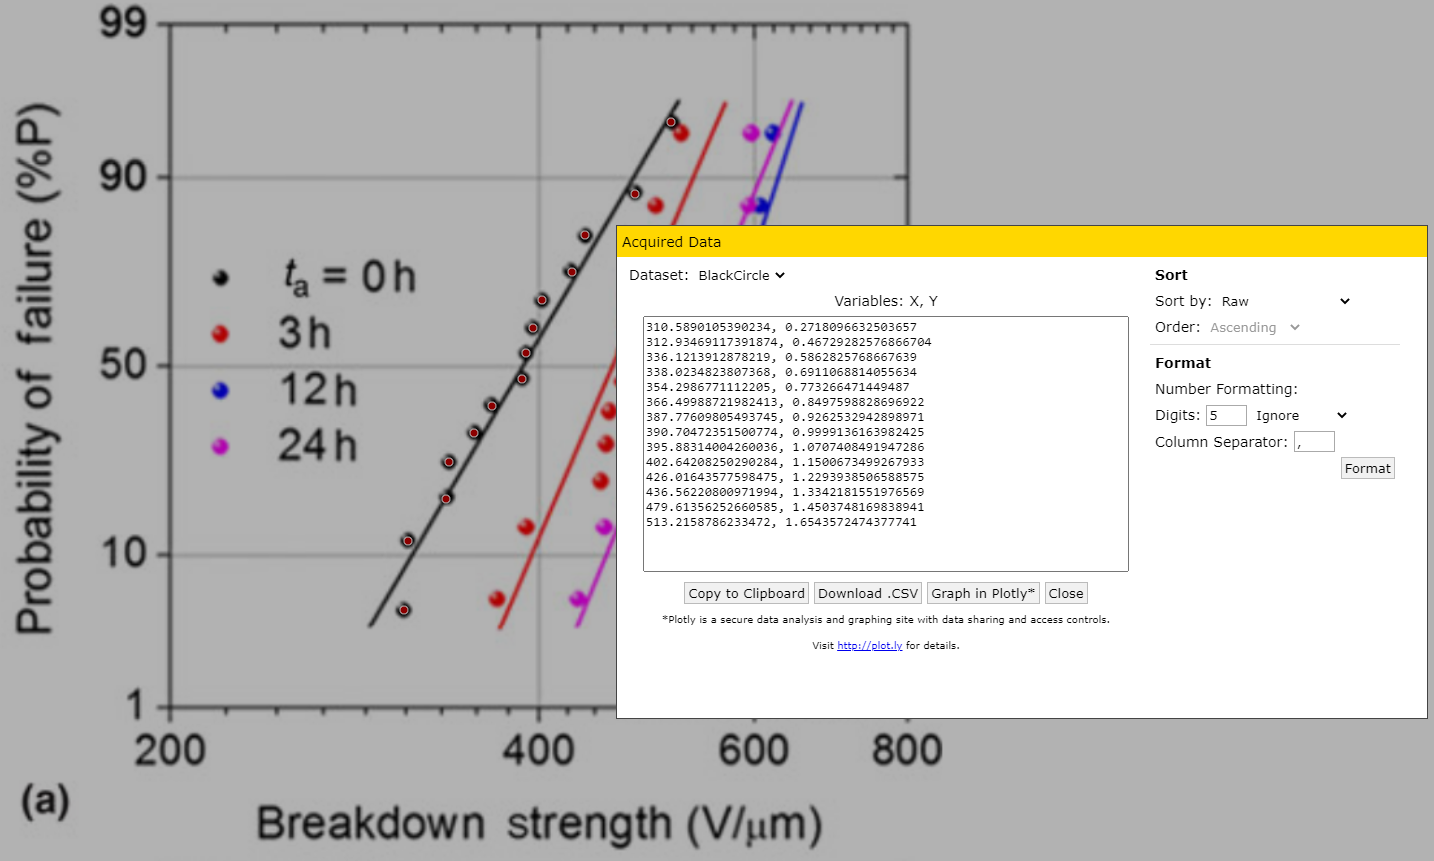 99
90
50
10
1
Probability of failure (%P)
ta = 0 h
3 h
12 h
24 h
200
400
600
800
(a)
Breakdown strength (V/μm)
Acquired Data
Dataset: BlackCircle
Variables: X, Y
310.5890105390234, 0.2718096632503657
312.93469117391874, 0.46729282576866704
336.1213912878219, 0.5862825768667639
338.0234823807368, 0.6911068814055634
354.2986771112205, 0.773266471449487
366.49988721982413, 0.8497598828696922
387.77609805493745, 0.9262532942898971
390.70472351500774, 0.9999136163982425
395.88314004260036, 1.0707408491947286
402.64208250290284, 1.1500673499267933
426.01643577598475, 1.2293938506588575
436.56220800971994, 1.3342181551976569
479.61356252660585, 1.4503748169838941
513.2158786233472, 1.6543572474377741
Copy to Clipboard
Download .CSV
Graph in Plotly*
Close
*Plotly is a secure data analysis and graphing site with data sharing and access controls.
Visit http://plot.ly for details.
Sort
Sort by: Raw
Order: Ascending
Format
Number Formatting:
Digits: 5 Ignore
Column Separator: ,
Format